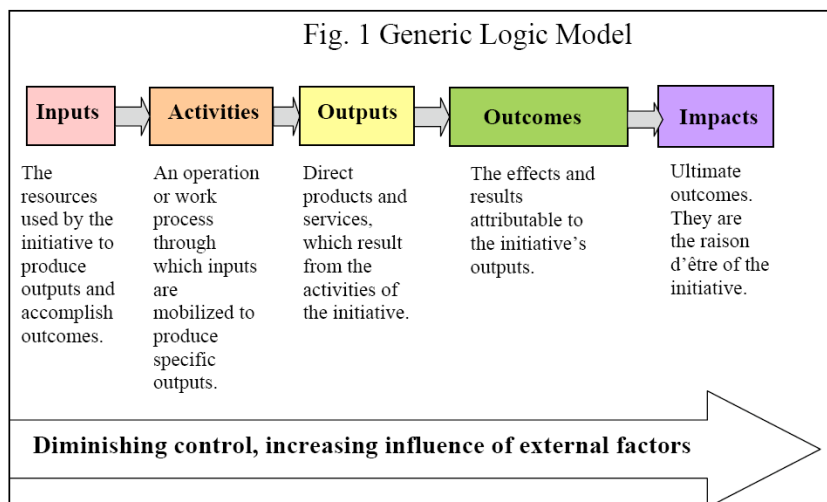 Fig. 1 Generic Logic Model
Inputs
Activities
Outputs
Outcomes
Impacts
The
resources
used by the
initiative to
produce
outputs and
accomplish
outcomes.
An operation
or work
process
through
which inputs
are
mobilized to
produce
specific
outputs.
Direct
products and
services,
which result
from the
activities of
the initiative.
The effects and
results
attributable to
the initiative’s
outputs.
Ultimate
outcomes.
They are
the raison
d’être of the
initiative.
Diminishing control, increasing influence of external factors